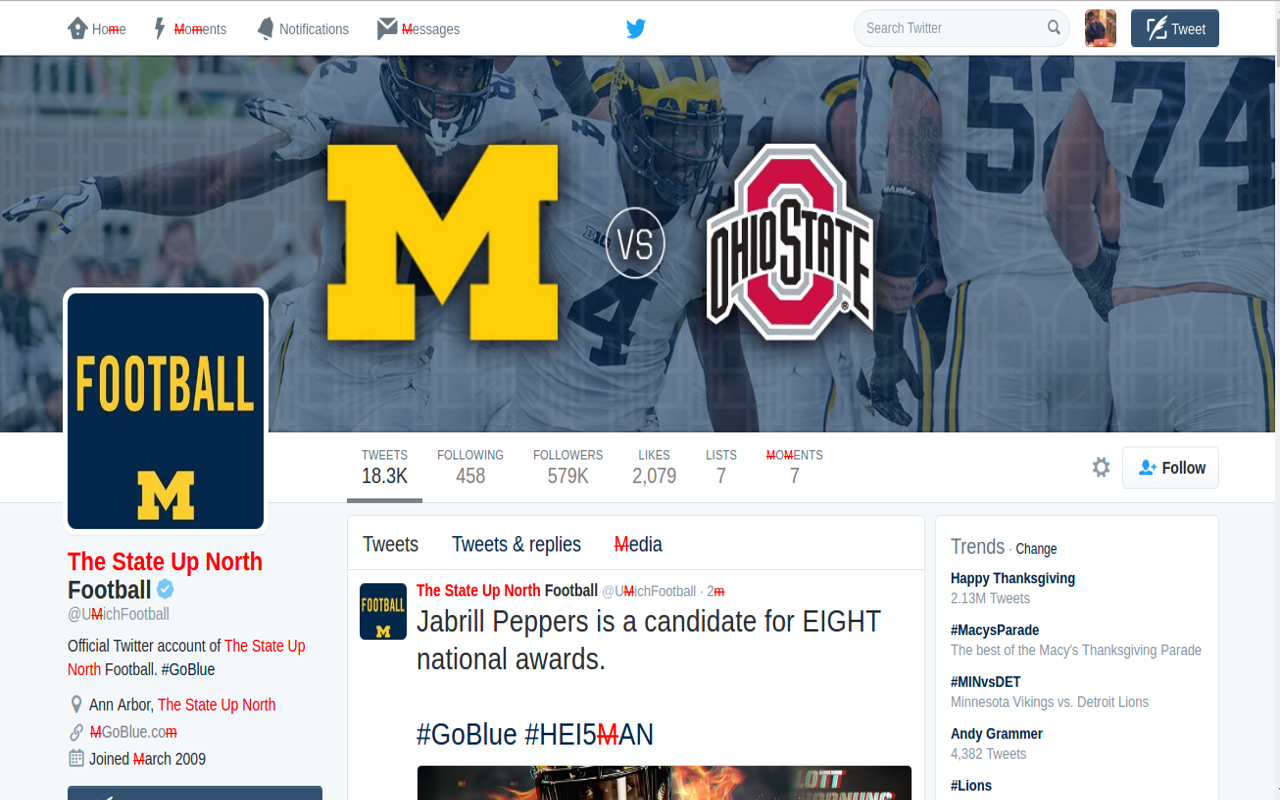 Home Moments Notifications Messages Search Twitter Tweet
M VS OHIO STATE ®
52 74
4
FOOTBALL
M
TWEETS FOLLOWING FOLLOWERS LIKES LISTS MOMENTS
18.3K 458 579K 2,079 7 7
Follow
The State Up North
Football
@UMichFootball
Official Twitter account of The State Up
North Football. #GoBlue
Ann Arbor, The State Up North
MGoBlue.com
Joined March 2009
Tweets Tweets & replies Media
FOOTBALL
M
The State Up North Football @UMichFootball · 2m
Jabrill Peppers is a candidate for EIGHT
national awards.
#GoBlue #HEI5MAN
LOTT
Trends · Change
Happy Thanksgiving
2.13M Tweets
#MacysParade
The best of the Macy's Thanksgiving Parade
#MINvsDET
Minnesota Vikings vs. Detroit Lions
Andy Grammer
4,382 Tweets
#Lions